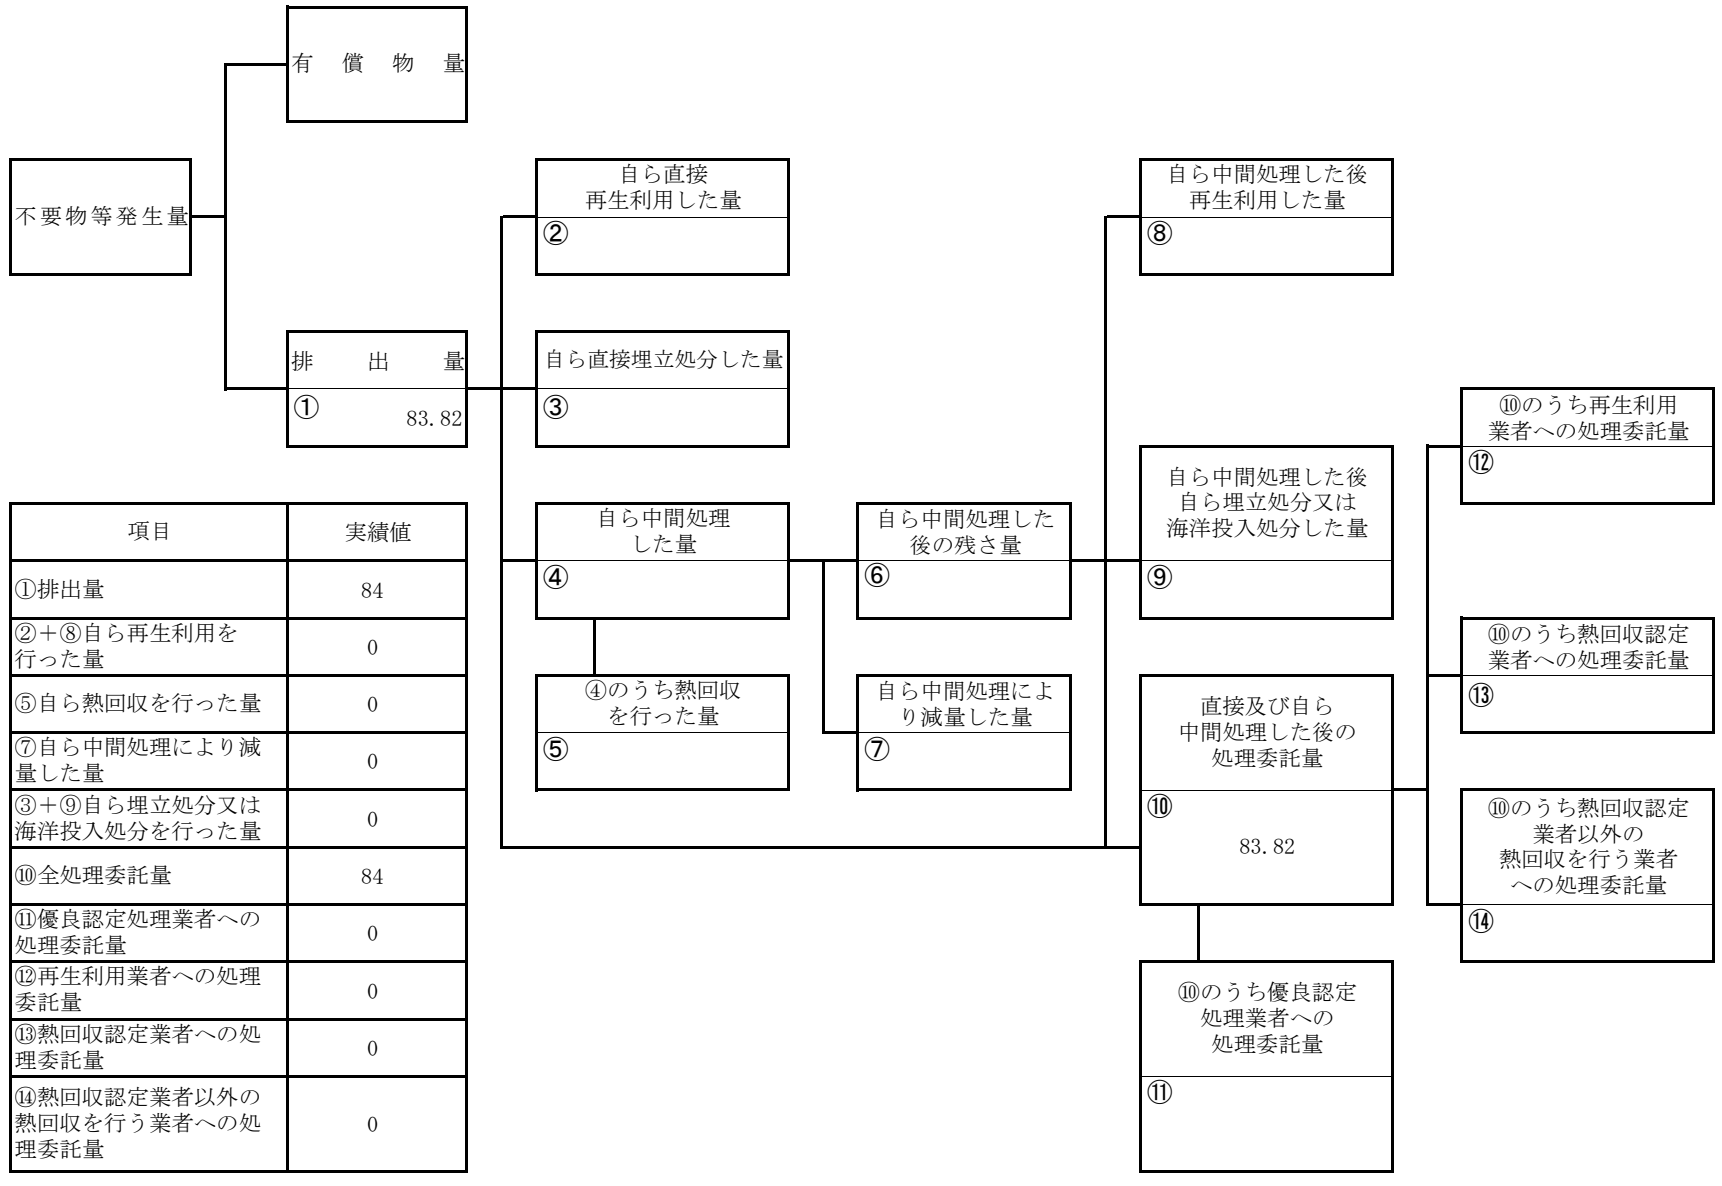 有償物量
不要物等発生量
排出量
①
83.82
自ら直接
再生利用した量
②
自ら直接埋立処分した量
③
自ら中間処理
した量
④
④のうち熱回収
を行った量
⑤
自ら中間処理した
後の残さ量
⑥
自ら中間処理によ
り減量した量
⑦
自ら中間処理した後
再生利用した量
⑧
自ら中間処理した後
自ら埋立処分又は
海洋投入処分した量
⑨
直接及び自ら
中間処理した後の
処理委託量
⑩
83.82
⑩のうち優良認定
処理業者への
処理委託量
⑪
⑩のうち再生利用
業者への処理委託量
⑫
⑩のうち熱回収認定
業者への処理委託量
⑬
⑩のうち熱回収認定
業者以外の
熱回収を行う業者
への処理委託量
⑭
項目 実績値
①排出量 84
②＋⑧自ら再生利用を
行った量 0
⑤自ら熱回収を行った量 0
⑦自ら中間処理により減
量した量 0
③＋⑨自ら埋立処分又は
海洋投入処分を行った量 0
⑩全処理委託量 84
⑪優良認定処理業者への
処理委託量 0
⑫再生利用業者への処理
委託量 0
⑬熱回収認定業者への処
理委託量 0
⑭熱回収認定業者以外の
熱回収を行う業者への処
理委託量 0